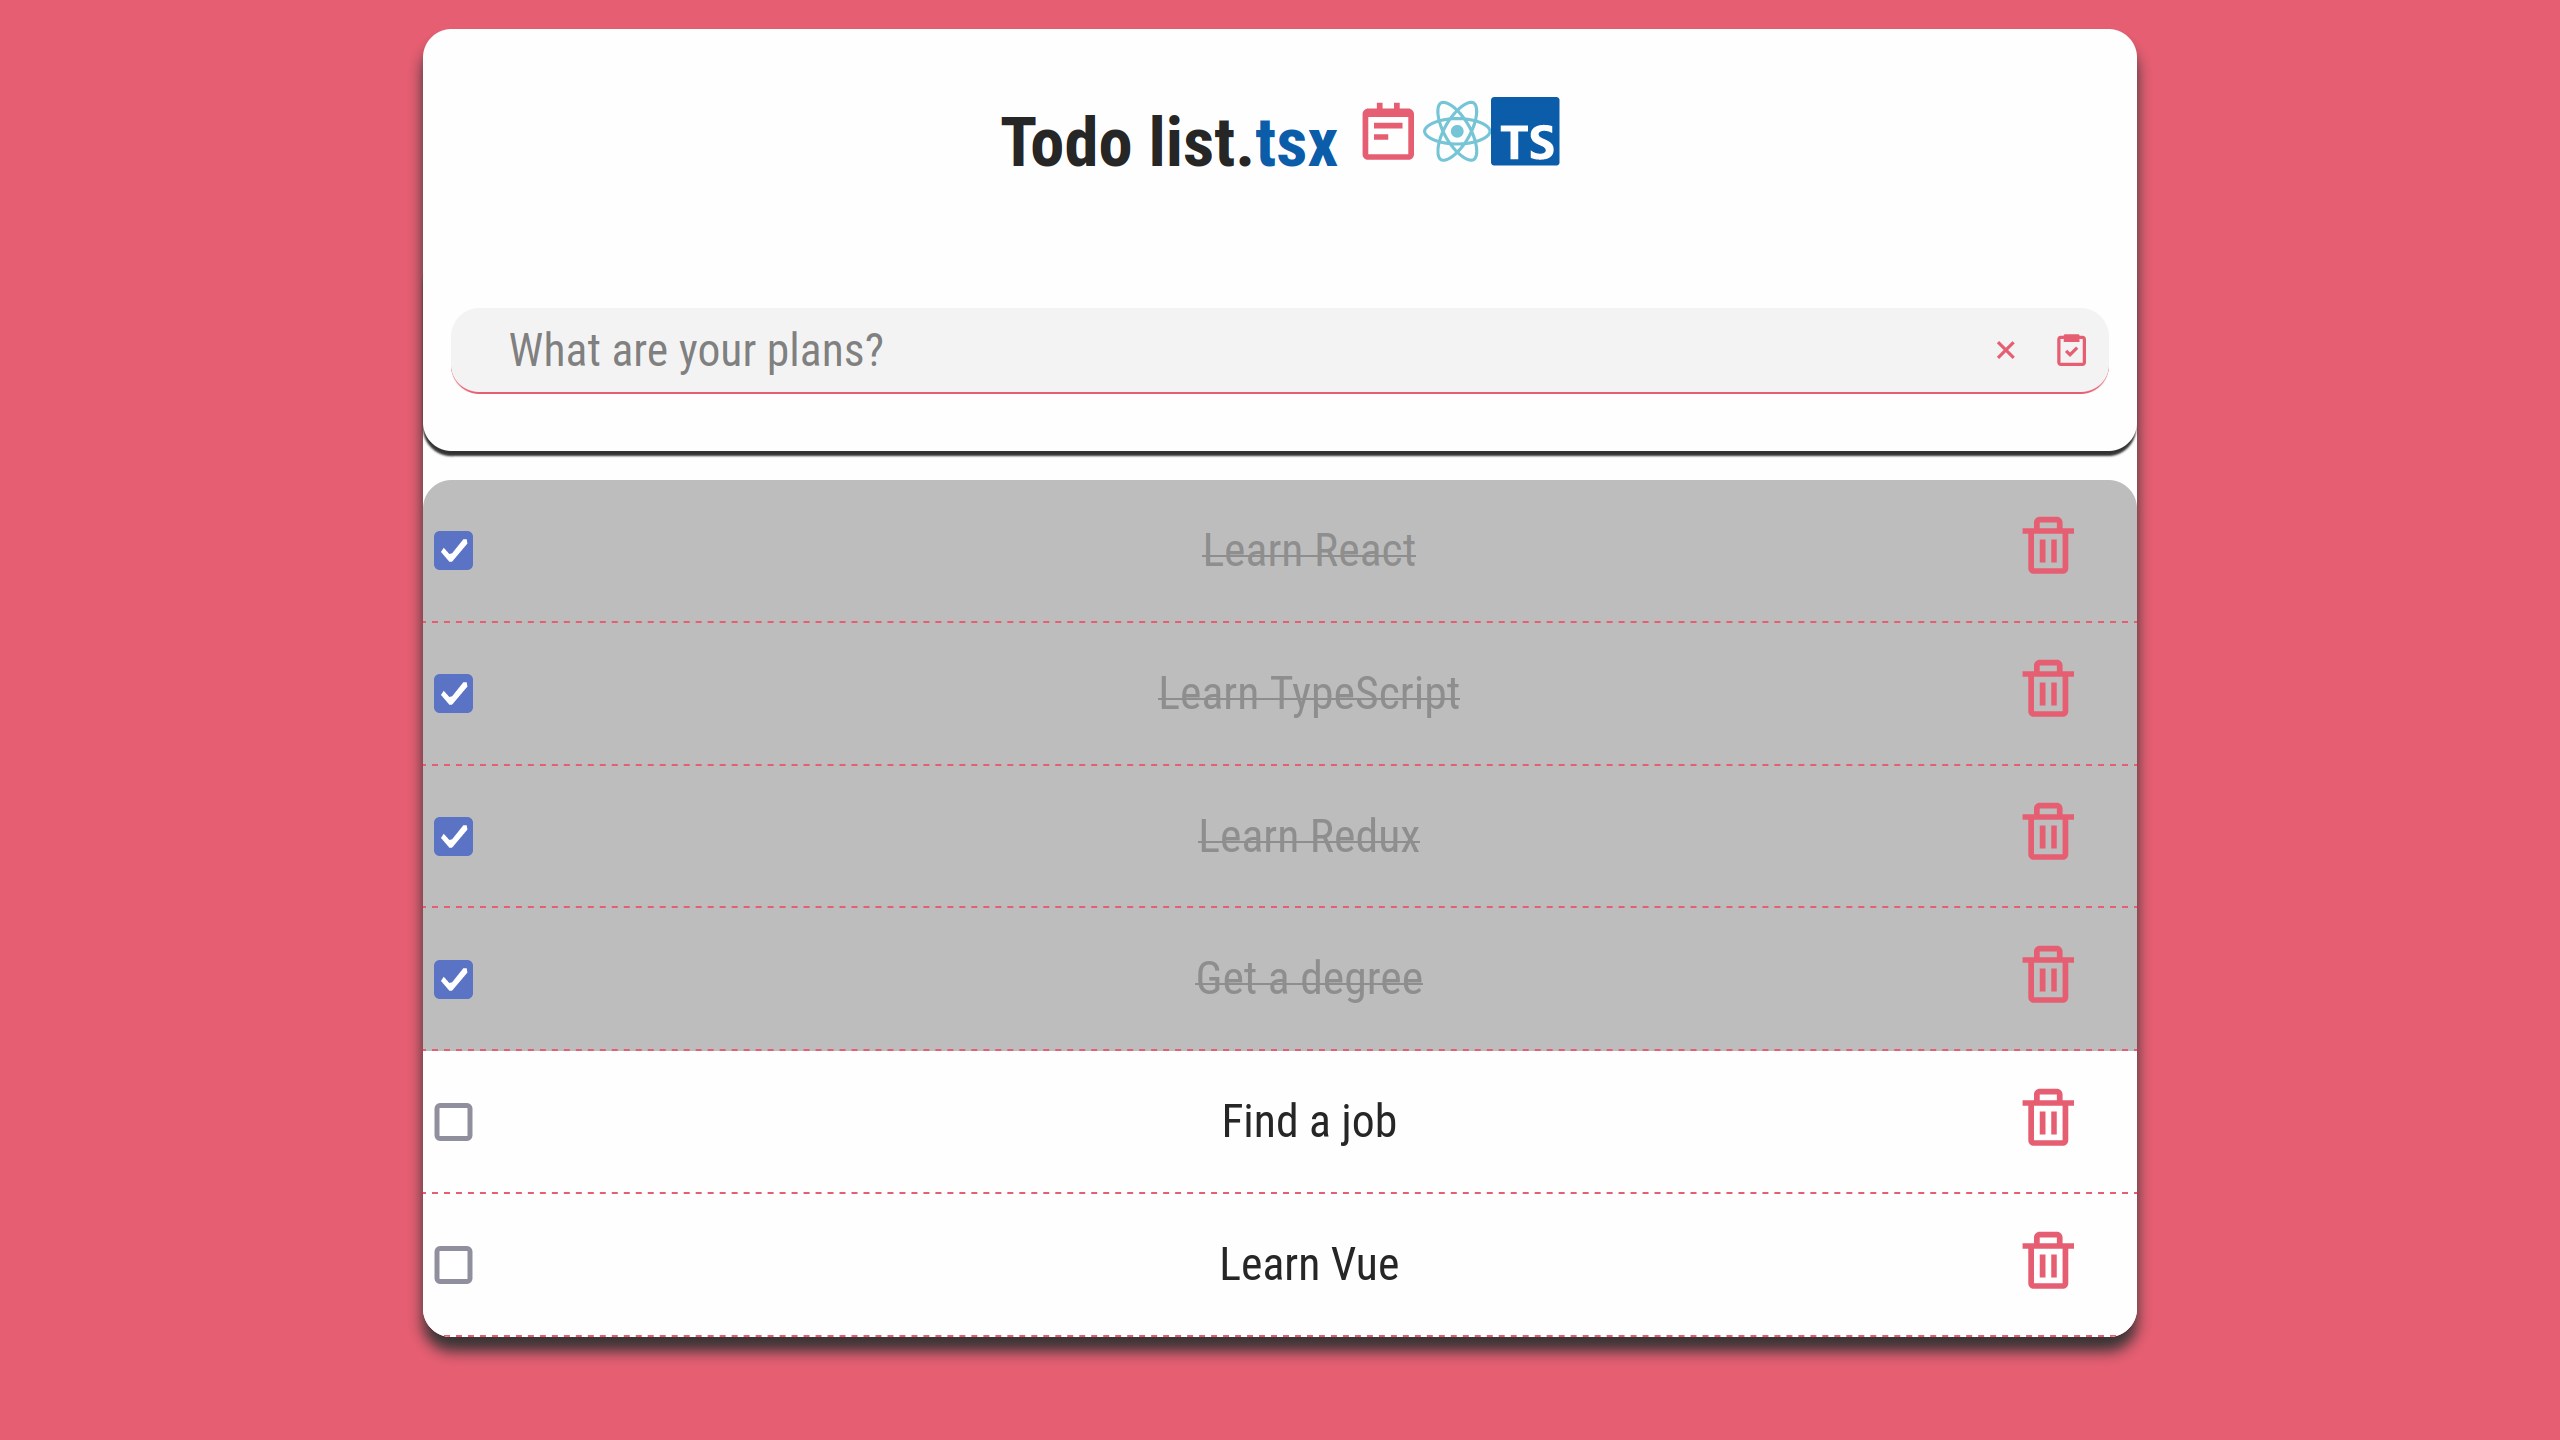 Todo list.tsx TS
What are your plans?
Learn React
Learn TypeScript
Learn Redux
Get a degree
Find a job
Learn Vue